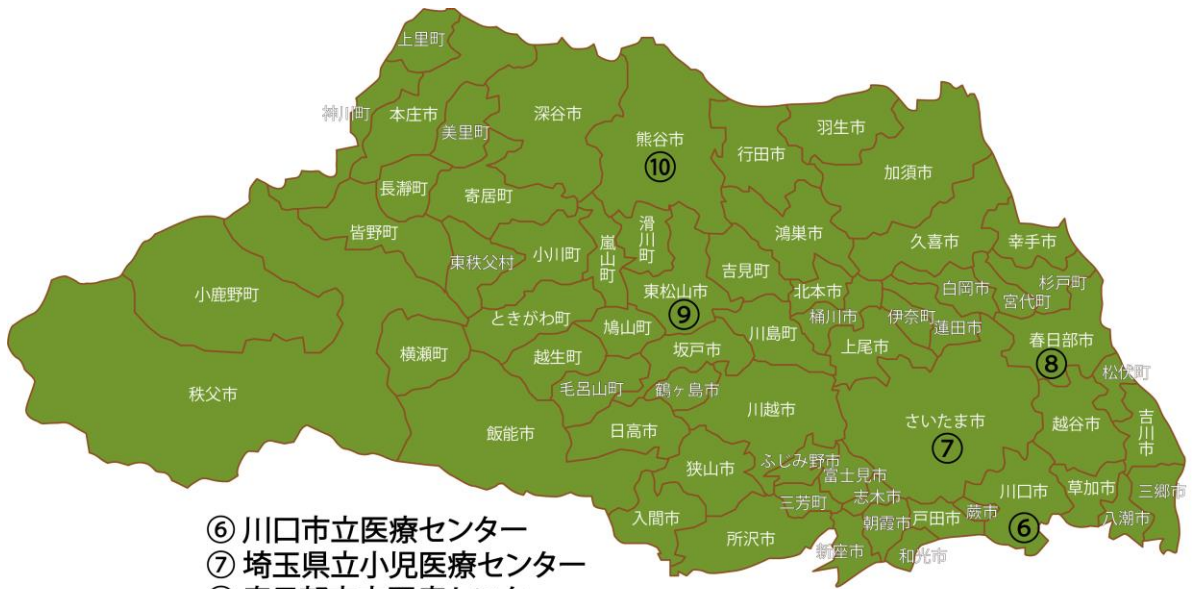 上里町
神川町
本庄市
美里町
深谷市
熊谷市
⑩
行田市
羽生市
加須市
長瀞町
寄居町
皆野町
東秩父村
小川町
嵐山町
滑川町
吉見町
鴻巣市
久喜市
幸手市
小鹿野町
東松山市
⑨
北本市
白岡市
杉戸町
宮代町
ときがわ町
鳩山町
川島町
桶川市
伊奈町
蓮田市
横瀬町
越生町
坂戸市
上尾市
春日部市
⑧
松伏町
秩父市
毛呂山町
鶴ヶ島市
川越市
さいたま市
⑦
越谷市
吉川市
飯能市
日高市
狭山市
ふじみ野市
富士見市
三芳町
志木市
川口市
⑥
草加市
三郷市
入間市
所沢市
新座市
朝霞市
和光市
戸田市
蕨市
八潮市
⑥ 川口市立医療センター
⑦ 埼玉県立小児医療センター